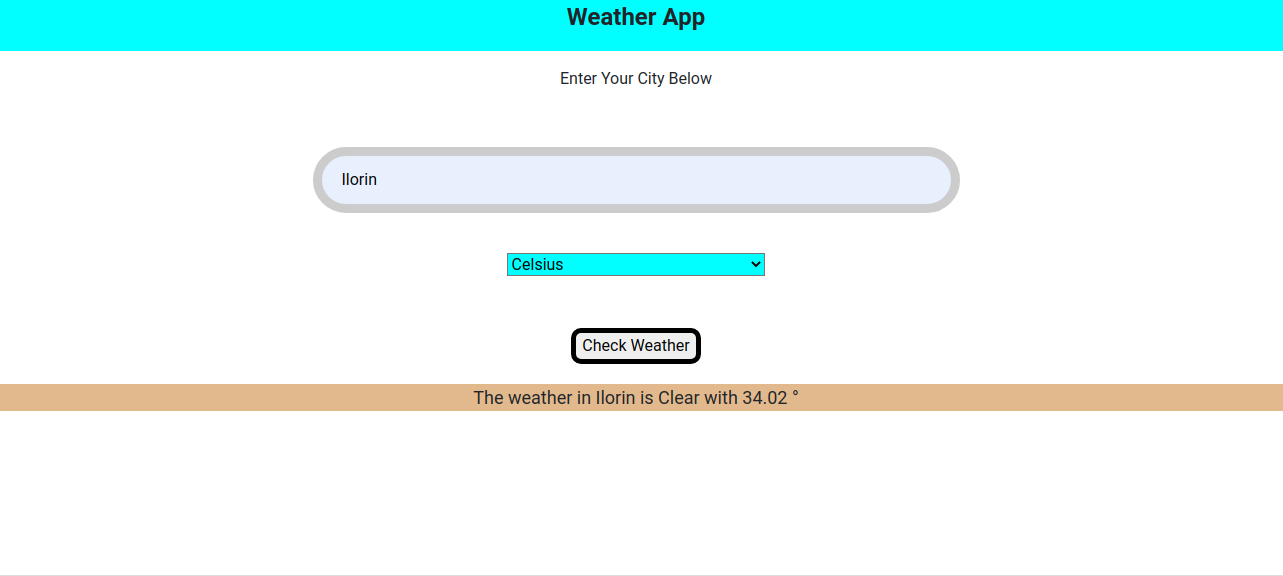 Weather App
Enter Your City Below
Ilorin
Celsius
Check Weather
The weather in Ilorin is Clear with 34.02 °